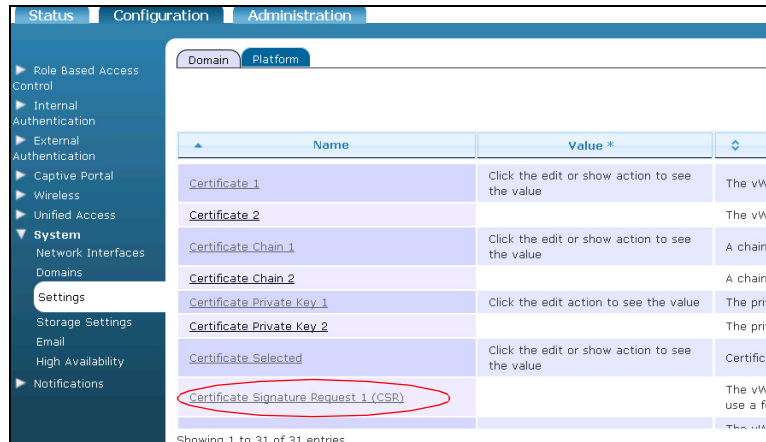 Status Configuration Administration
Domain Platform
Role Based Access
Control
Internal
Authentication
External
Authentication
Captive Portal
Wireless
Unified Access
System
Network Interfaces
Domains
Settings
Storage Settings
Email
High Availability
Notifications
Name Value *
Certificate 1 Click the edit or show action to see The vW
the value
Certificate 2 The vW
Certificate Chain 1 Click the edit or show action to see A chain
the value
Certificate Chain 2 A chain
Certificate Private Key 1 Click the edit action to see the value The pri
Certificate Private Key 2 The pri
Certificate Selected Click the edit or show action to see Certific
the value
Certificate Signature Request 1 (CSR) The vW
use a f
Showing 1 to 31 of 31 entries